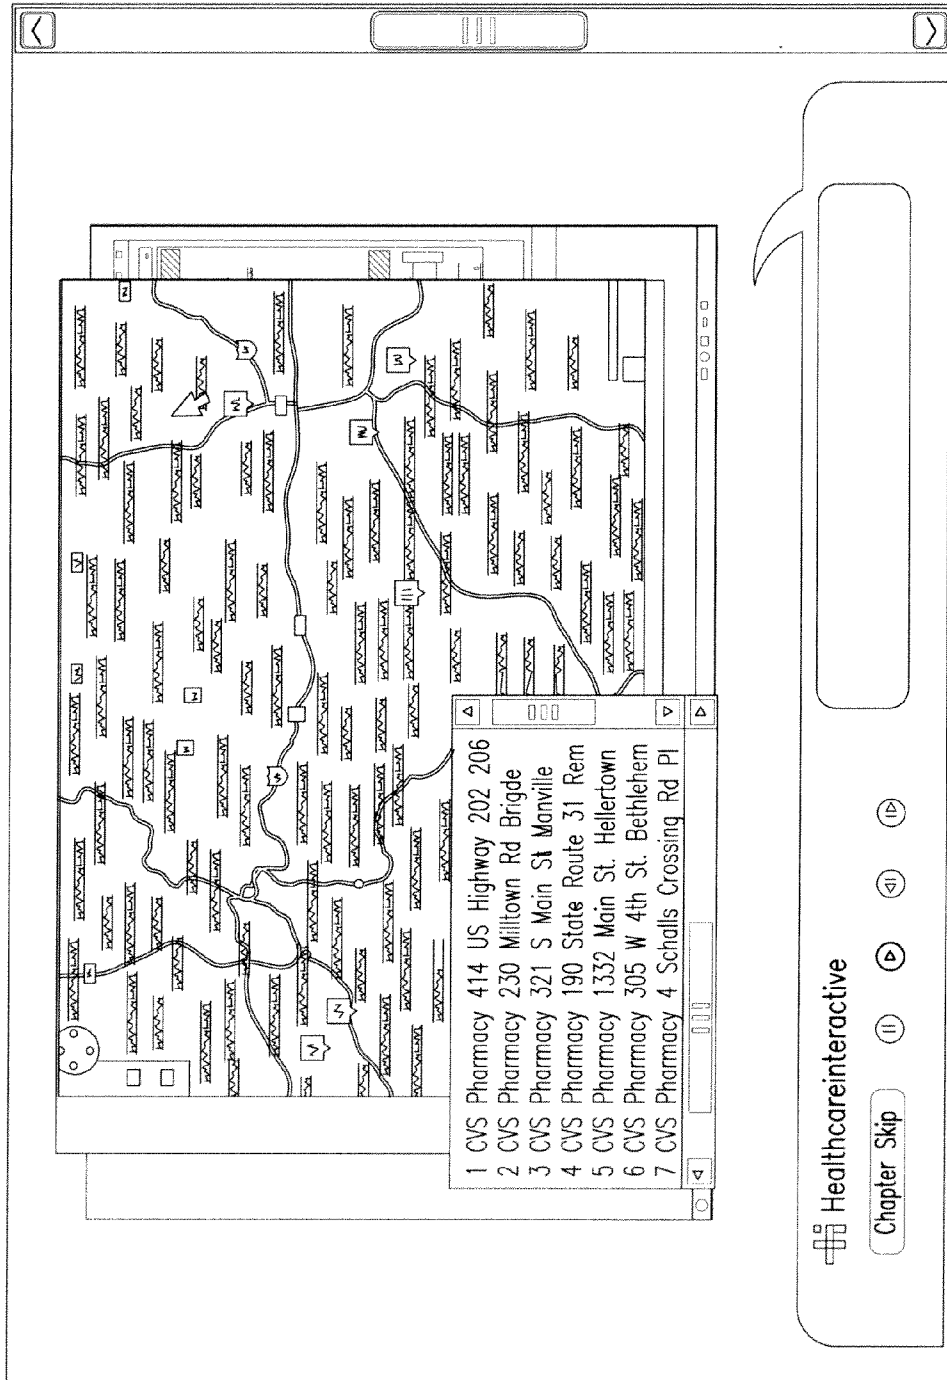 1 CVS Pharmacy 414 US Highway 202 206
2 CVS Pharmacy 230 Milltown Rd Brigde
3 CVS Pharmacy 321 S Main St Manville
4 CVS Pharmacy 190 State Route 31 Rem
5 CVS Pharmacy 1332 Main St. Hellertown
6 CVS Pharmacy 305 W 4th St. Bethlehem
7 CVS Pharmacy 4 Schalls Crossing Rd Pl
Healthcareinteractive
Chapter Skip